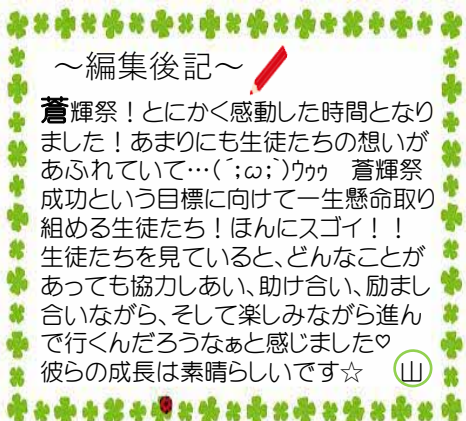 ～編集後記～
蒼輝祭！とにかく感動した時間となり
ました！あまりにも生徒たちの想いが
あふれていて…(´;ω;`)ｳｩｩ　蒼輝祭
成功という目標に向けて一生懸命取り
組める生徒たち！ほんにスゴイ！！
生徒たちを見ていると、どんなことが
あっても協力しあい、助け合い、励まし
合いながら、そして楽しみながら進ん
で行くんだろうなぁと感じました♡
彼らの成長は素晴らしいです☆　山